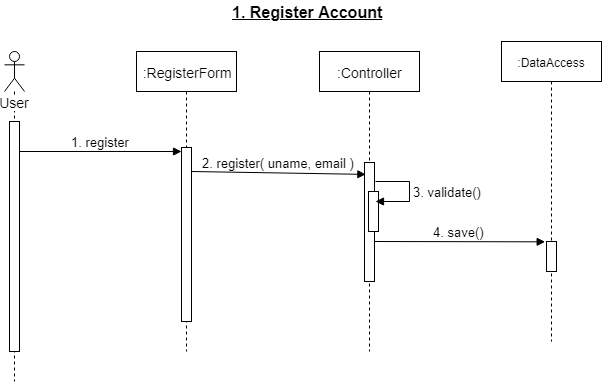 1. Register Account
:RegisterForm
:Controller
:DataAccess
User
1. register
2. register( uname, email )
3. validate()
4. save()